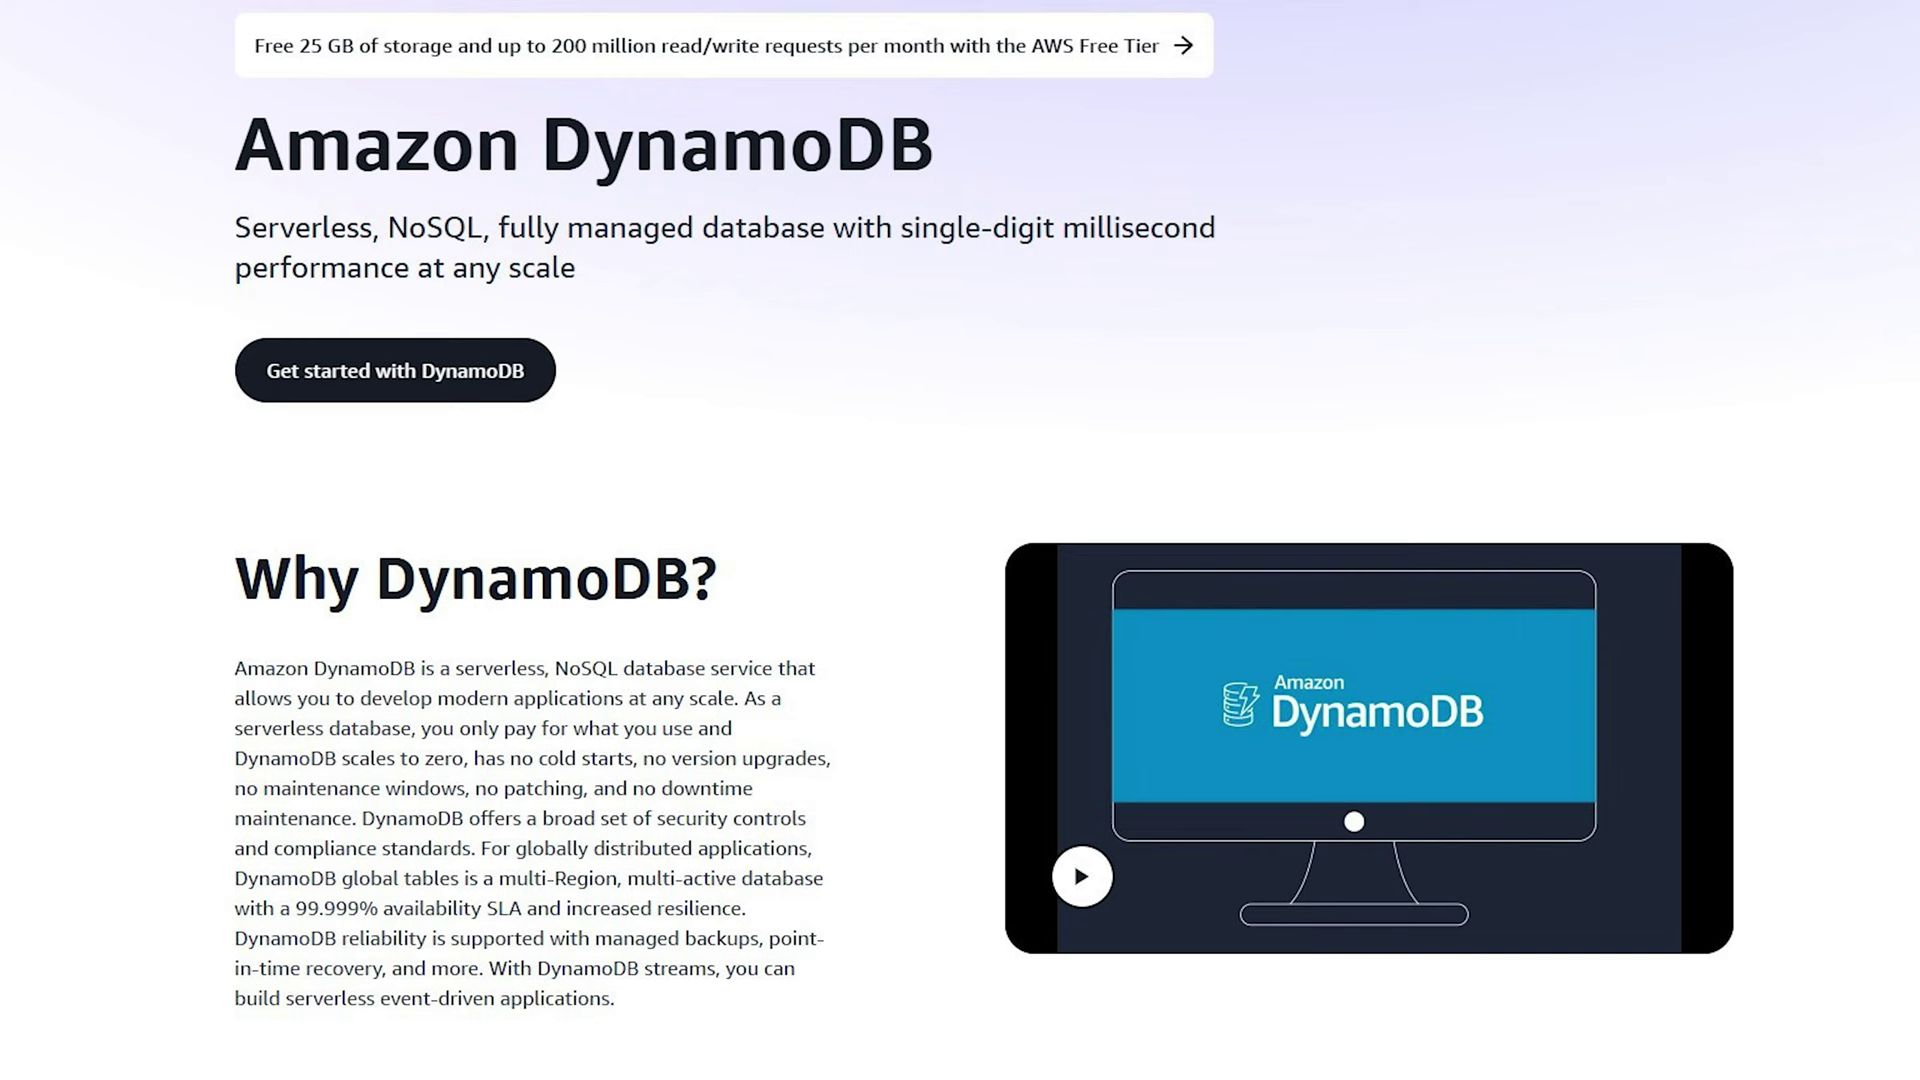 Free 25 GB of storage and up to 200 million read/write requests per month with the AWS Free Tier
Amazon DynamoDB
Serverless, NoSQL, fully managed database with single-digit millisecond
performance at any scale
Get started with DynamoDB
Why DynamoDB?
Amazon DynamoDB is a serverless, NoSQL database service that
allows you to develop modern applications at any scale. As a
serverless database, you only pay for what you use and
DynamoDB scales to zero, has no cold starts, no version upgrades,
no maintenance windows, no patching, and no downtime
maintenance. DynamoDB offers a broad set of security controls
and compliance standards. For globally distributed applications,
DynamoDB global tables is a multi-Region, multi-active database
with a 99.999% availability SLA and increased resilience.
DynamoDB reliability is supported with managed backups, point-
in-time recovery, and more. With DynamoDB streams, you can
build serverless event-driven applications.
Amazon
DynamoDB